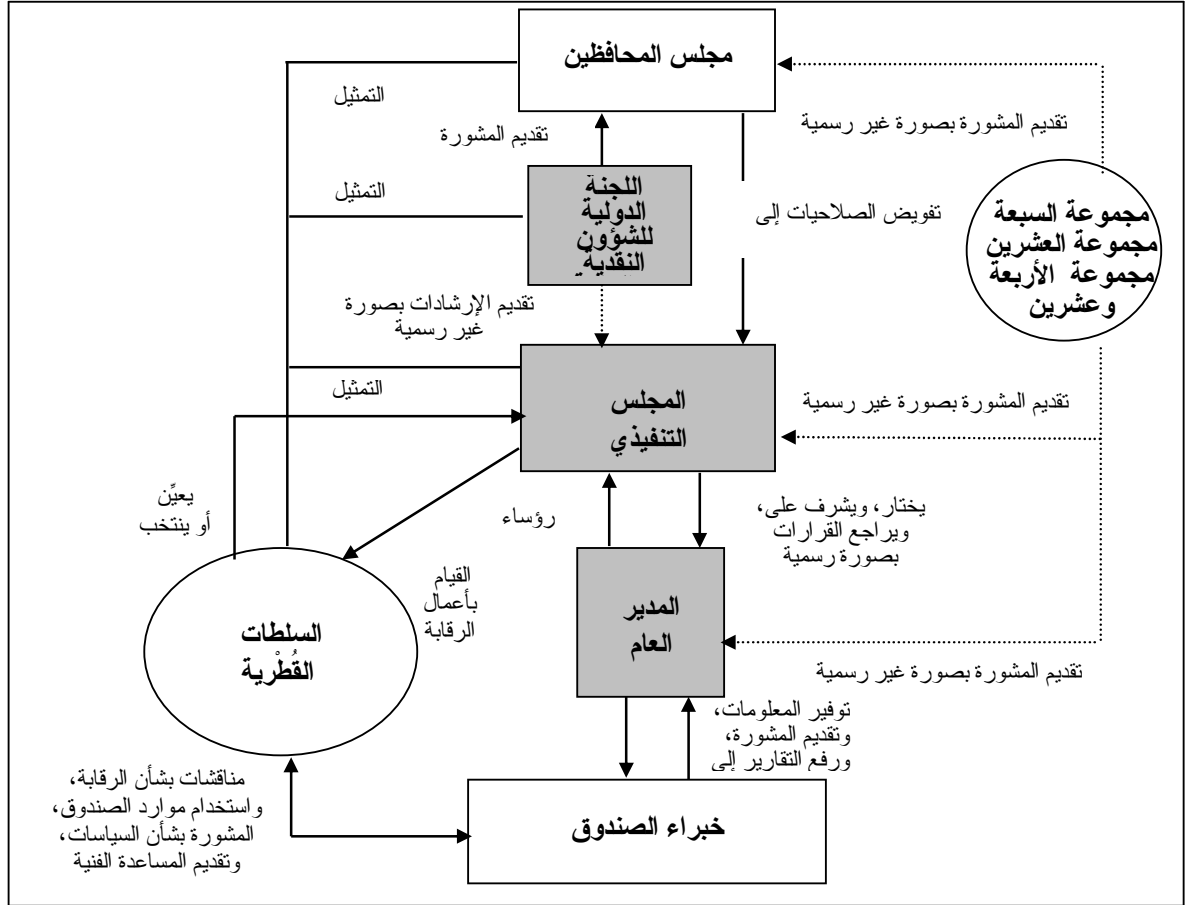 مجلس المحافظين
التمثيل
تقديم المشورة بصورة غير رسمية
تقديم المشورة
اللجنة
الدولية
للشؤون
النقدية
التمثيل
تفويض الصلاحيات إلى
مجموعة السبعة
مجموعة العشرين
مجموعة الأربعة
وعشرين
تقديم الإرشادات بصورة
غير رسمية
المجلس
التنفيذي
التمثيل
تقديم المشورة بصورة غير رسمية
يعيِّن
أو ينتخب
رؤساء
يختار، ويشرف على،
ويراجع القرارات
بصورة رسمية
القيام
بأعمال
الرقابة
المدير
العام
السلطات
القُطْرية
تقديم المشورة بصورة غير رسمية
توفير المعلومات،
وتقديم المشورة،
ورفع التقارير إلى
مناقشات بشأن الرقابة،
واستخدام موارد الصندوق،
المشورة بشأن السياسات،
وتقديم المساعدة الفنية
خبراء الصندوق